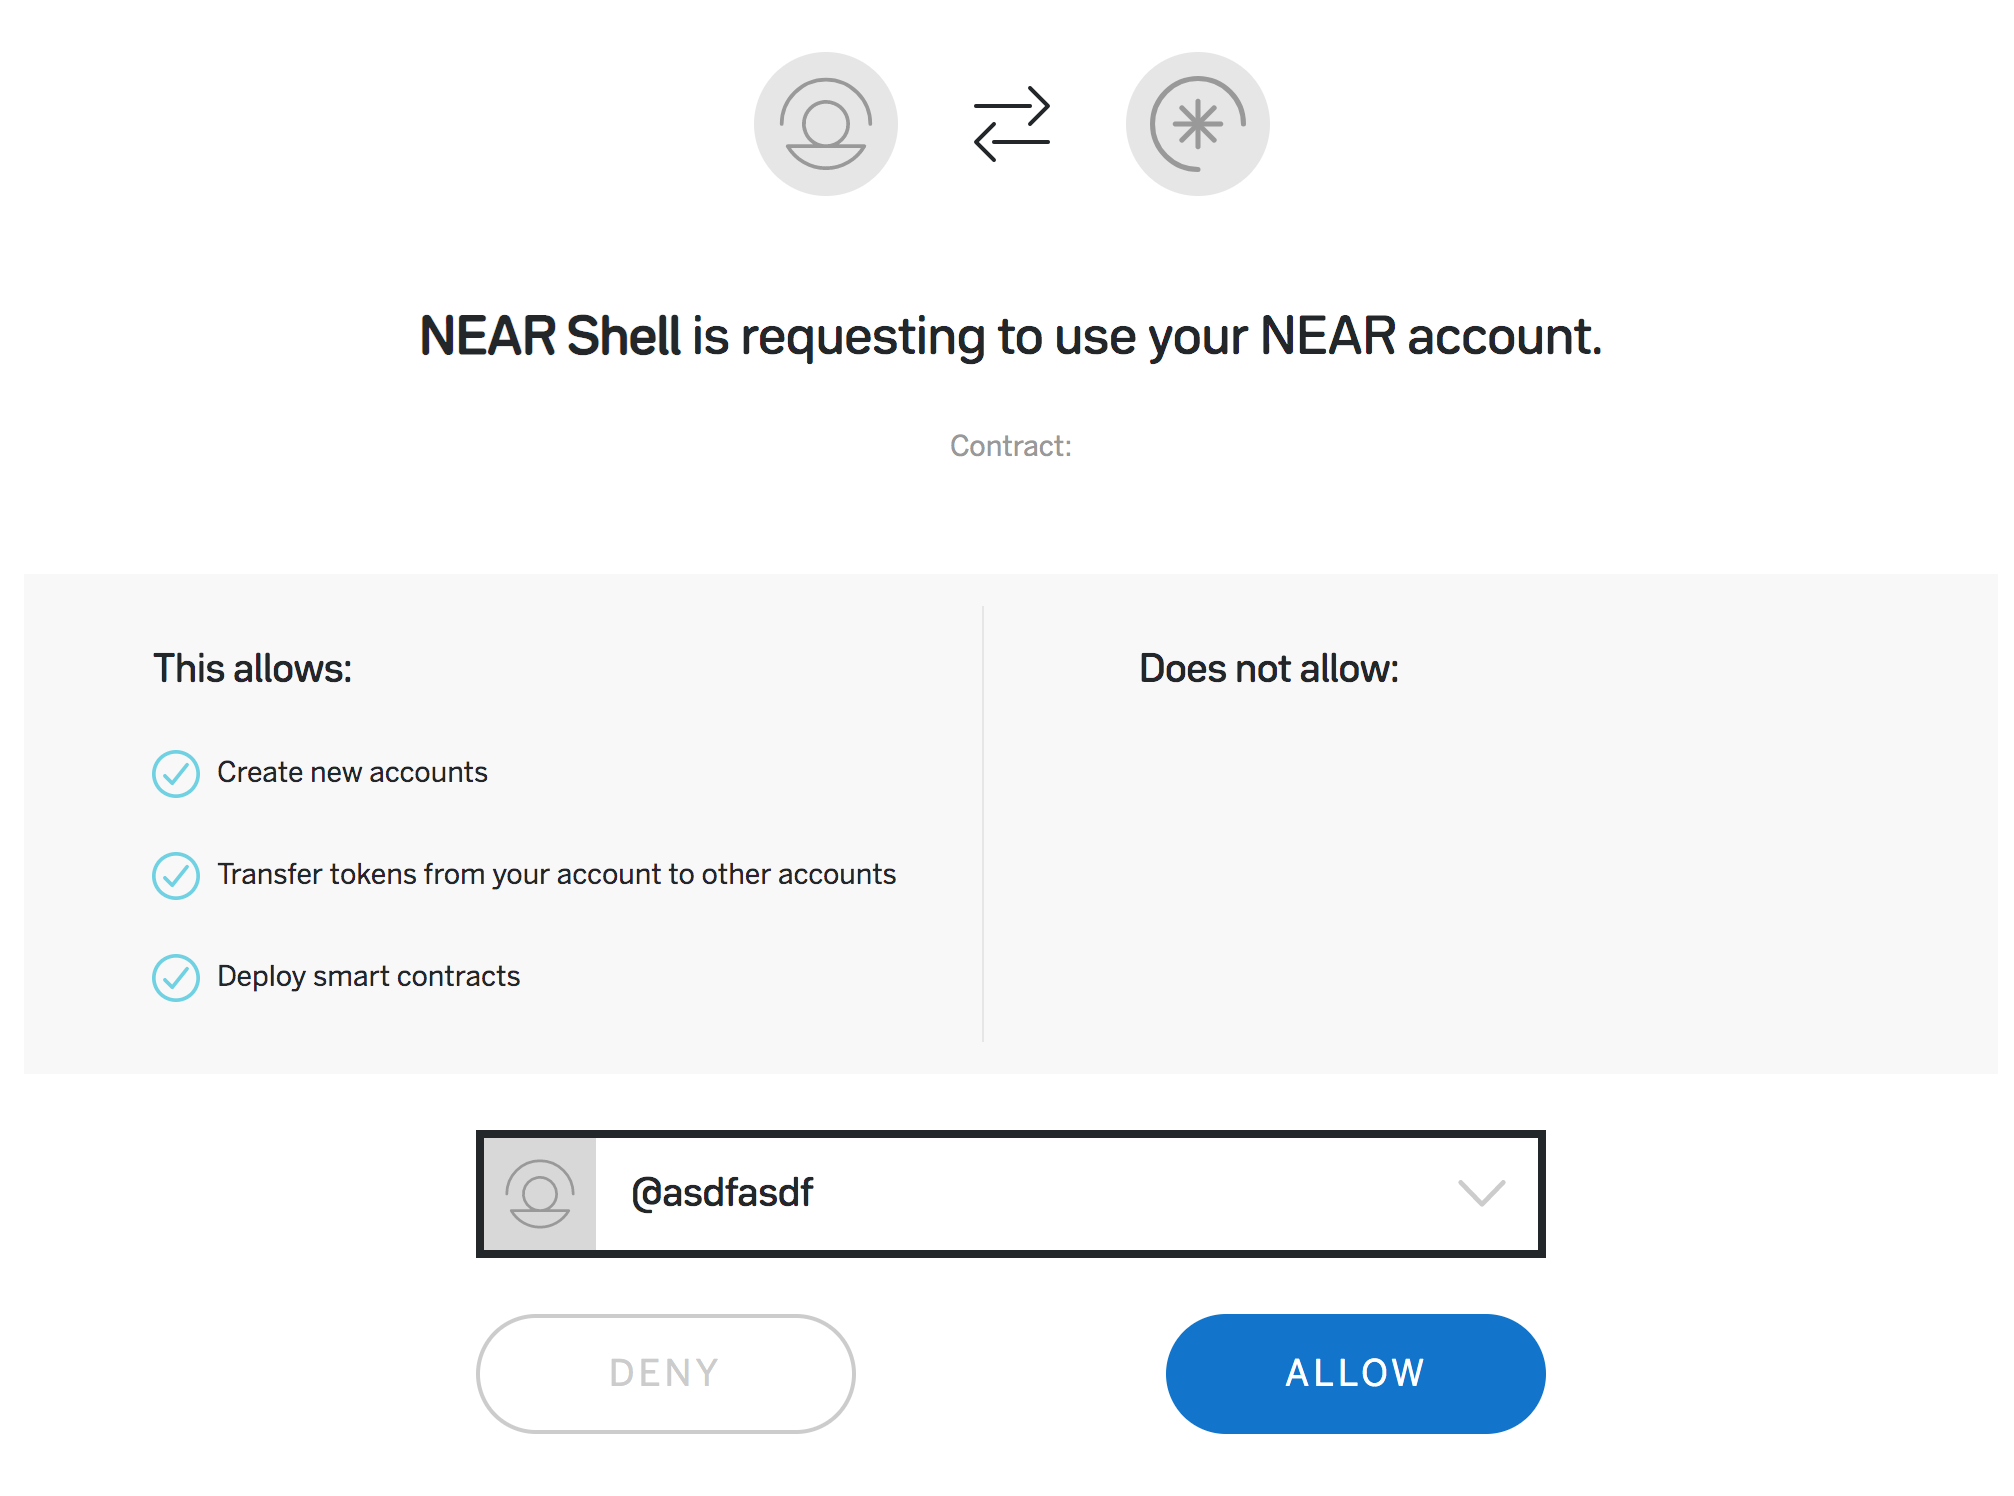 NEAR Shell is requesting to use your NEAR account.
Contract:
This allows:
Create new accounts
Transfer tokens from your account to other accounts
Deploy smart contracts
Does not allow:
@asdfasdf
DENY
ALLOW